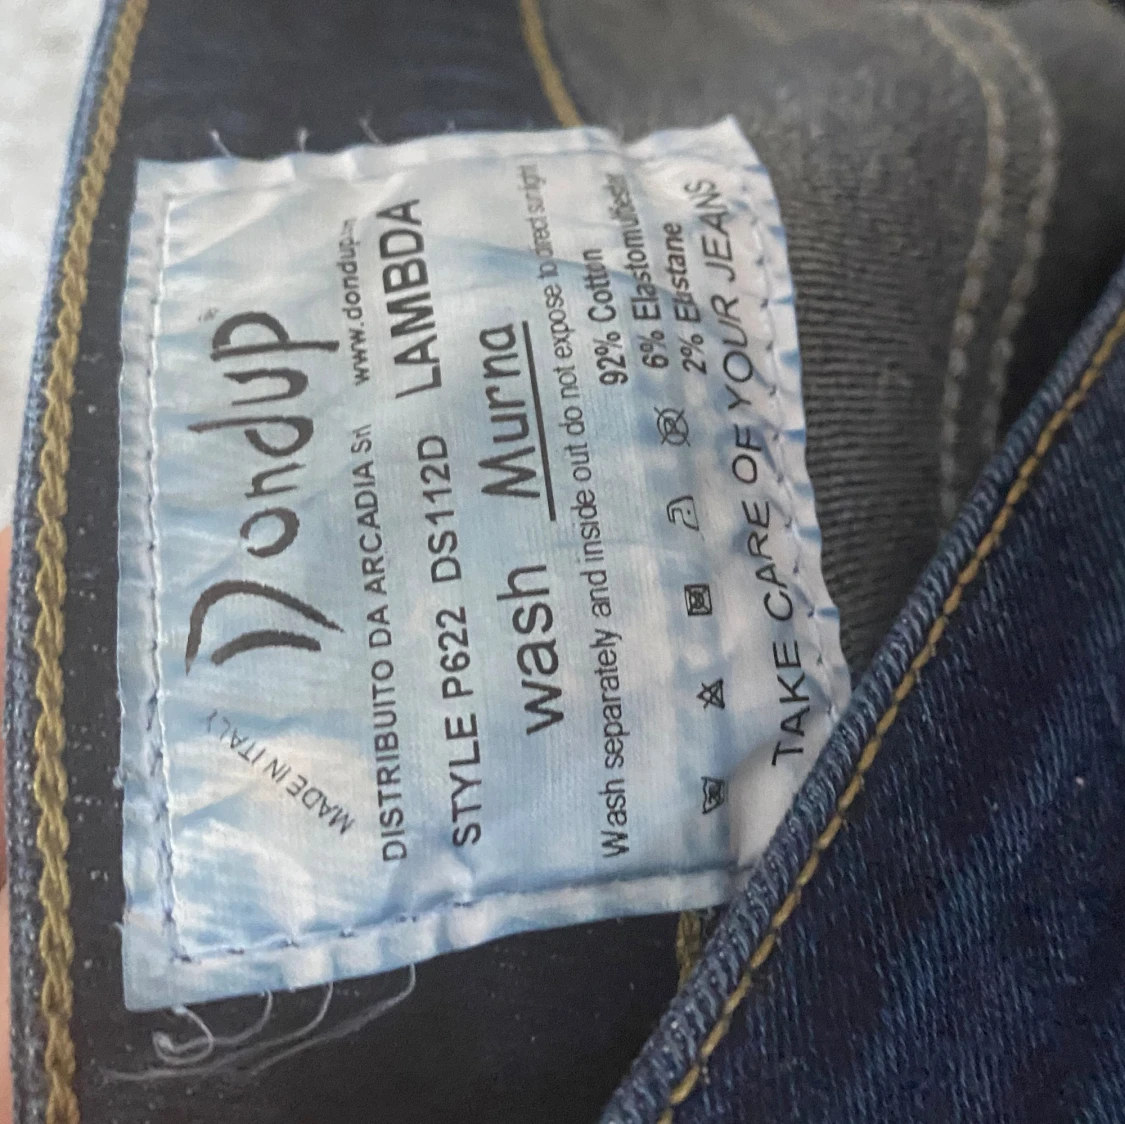 MADE IN ITALY
Dondup
DISTRIBUITO DA ARCADIA Srl www.dondup.
STYLE P622 DS112D LAMBDA
wash Murna
Wash separately and inside out do not expose to direct sunlight
92% Cotton
6% Elastomultiester
2% Elastane
TAKE CARE OF YOUR JEANS